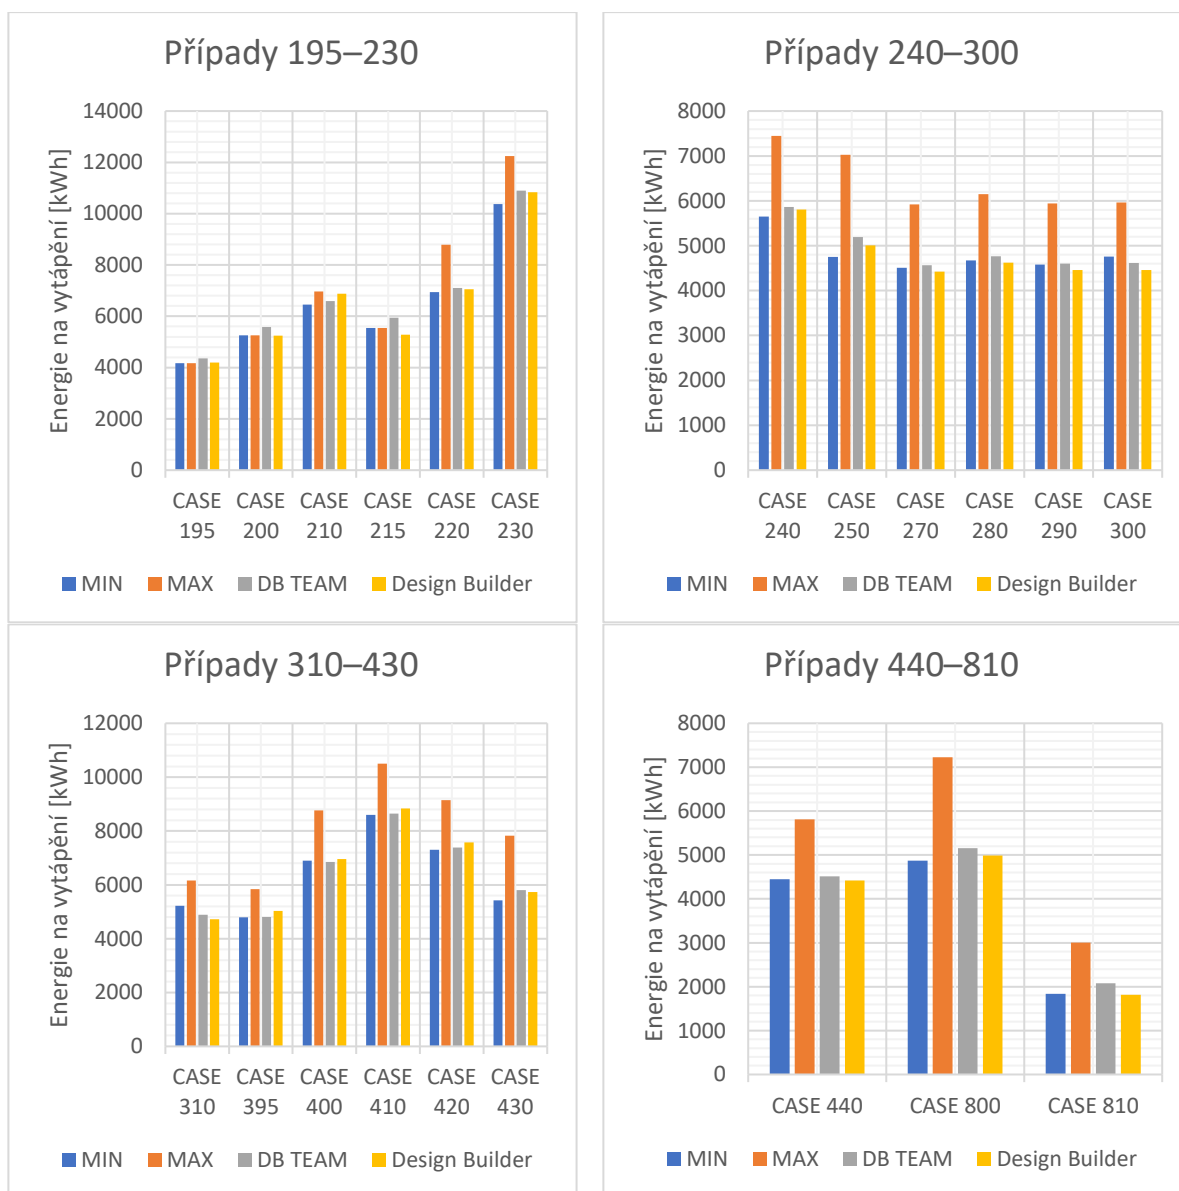 Případy 195–230
Energie na vytápění [kWh]
14000
12000
10000
8000
6000
4000
2000
0
CASE 195
CASE 200
CASE 210
CASE 215
CASE 220
CASE 230
MIN MAX DB TEAM Design Builder
Případy 240–300
Energie na vytápění [kWh]
8000
7000
6000
5000
4000
3000
2000
1000
0
CASE 240
CASE 250
CASE 270
CASE 280
CASE 290
CASE 300
MIN MAX DB TEAM Design Builder
Případy 310–430
Energie na vytápění [kWh]
12000
10000
8000
6000
4000
2000
0
CASE 310
CASE 395
CASE 400
CASE 410
CASE 420
CASE 430
MIN MAX DB TEAM Design Builder
Případy 440–810
Energie na vytápění [kWh]
8000
7000
6000
5000
4000
3000
2000
1000
0
CASE 440
CASE 800
CASE 810
MIN MAX DB TEAM Design Builder